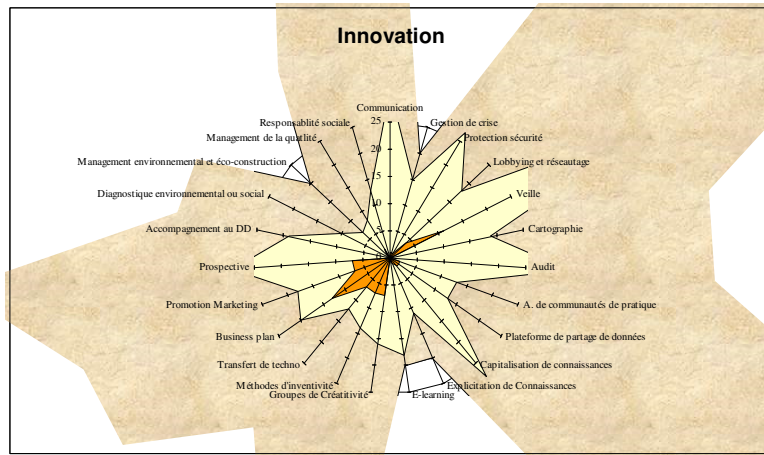 Innovation
Communication
25
20
15
10
5
0
Gestion de crise
Protection sécurité
Lobbying et réseautage
Veille
Cartographie
Audit
A. de communautés de pratique
Plateforme de partage de données
Capitalisation de connaissances
Explicitation de Connaissances
E-learning
Groupes de Créatitivité
Méthodes d'inventivité
Transfert de techno
Business plan
Promotion Marketing
Prospective
Accompagnement au DD
Diagnostique environnemental ou social
Management environnemental et éco-construction
Management de la quatlité
Responsablité sociale